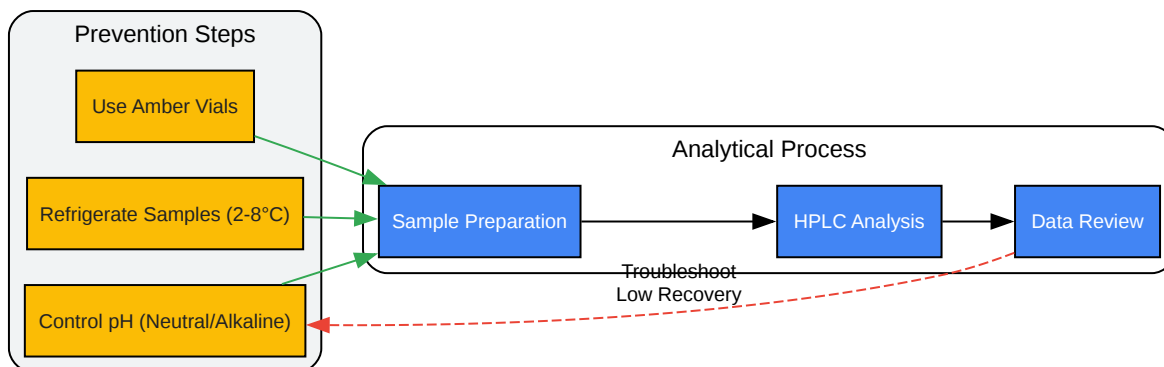 Prevention Steps
Use Amber Vials
Refrigerate Samples (2-8°C)
Control pH (Neutral/Alkaline)
Analytical Process
Sample Preparation
HPLC Analysis
Data Review
Troubleshoot
Low Recovery